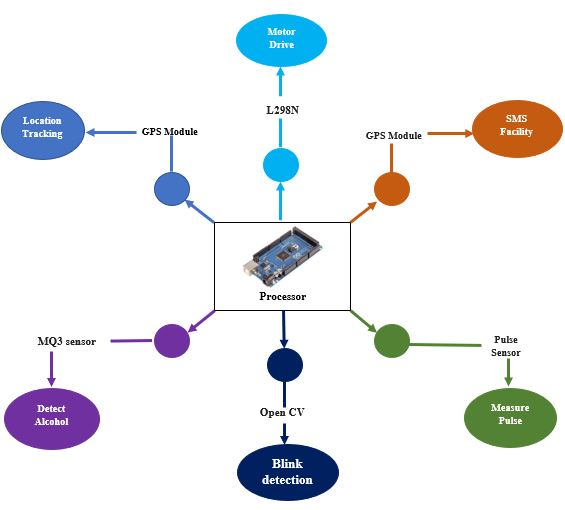 Motor
Drive
L298N
Location
Tracking
GPS Module
GPS Module
SMS
Facility
Processor
MQ3 sensor
Detect
Alcohol
Open CV
Blink
detection
Pulse
Sensor
Measure
Pulse